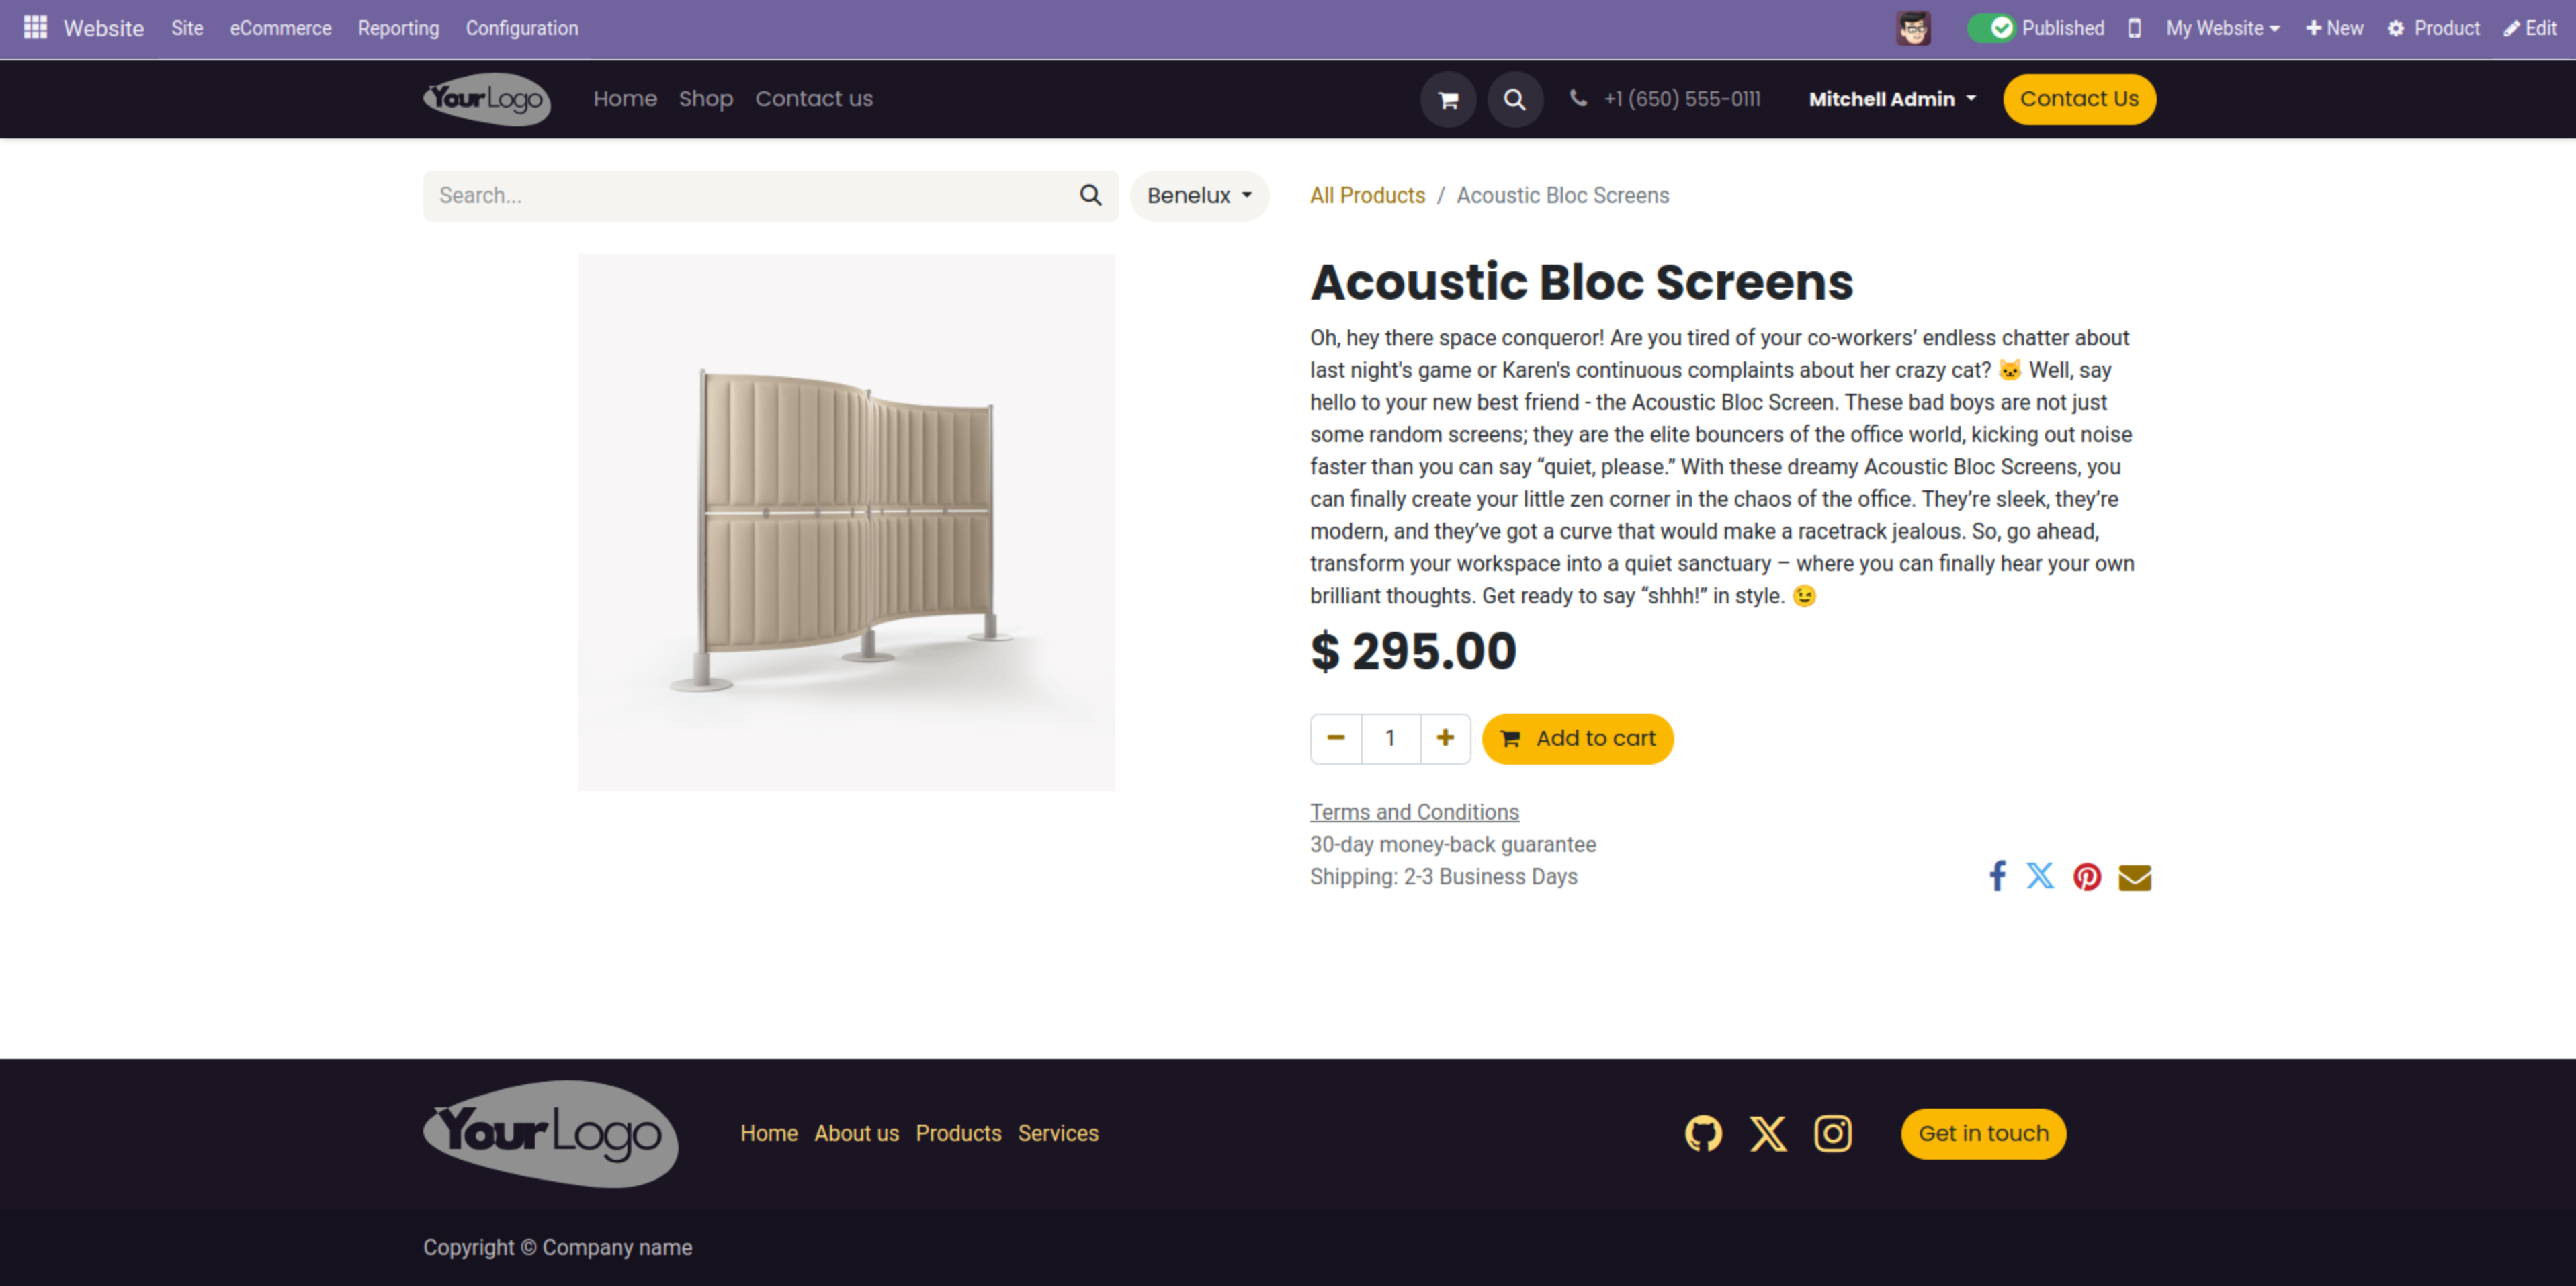 Website Site eCommerce Reporting Configuration Published My Website New Product Edit
YourLogo Home Shop Contact us +1 (650) 555-0111 Mitchell Admin Contact Us
Search... Benelux All Products / Acoustic Bloc Screens
Acoustic Bloc Screens
Oh, hey there space conqueror! Are you tired of your co-workers’ endless chatter about
last night's game or Karen's continuous complaints about her crazy cat? 🐱 Well, say
hello to your new best friend - the Acoustic Bloc Screen. These bad boys are not just
some random screens; they are the elite bouncers of the office world, kicking out noise
faster than you can say “quiet, please.” With these dreamy Acoustic Bloc Screens, you
can finally create your little zen corner in the chaos of the office. They’re sleek, they’re
modern, and they’ve got a curve that would make a racetrack jealous. So, go ahead,
transform your workspace into a quiet sanctuary – where you can finally hear your own
brilliant thoughts. Get ready to say “shhh!” in style. 😉
$ 295.00
1 Add to cart
Terms and Conditions
30-day money-back guarantee
Shipping: 2-3 Business Days
YourLogo Home About us Products Services Get in touch
Copyright © Company name